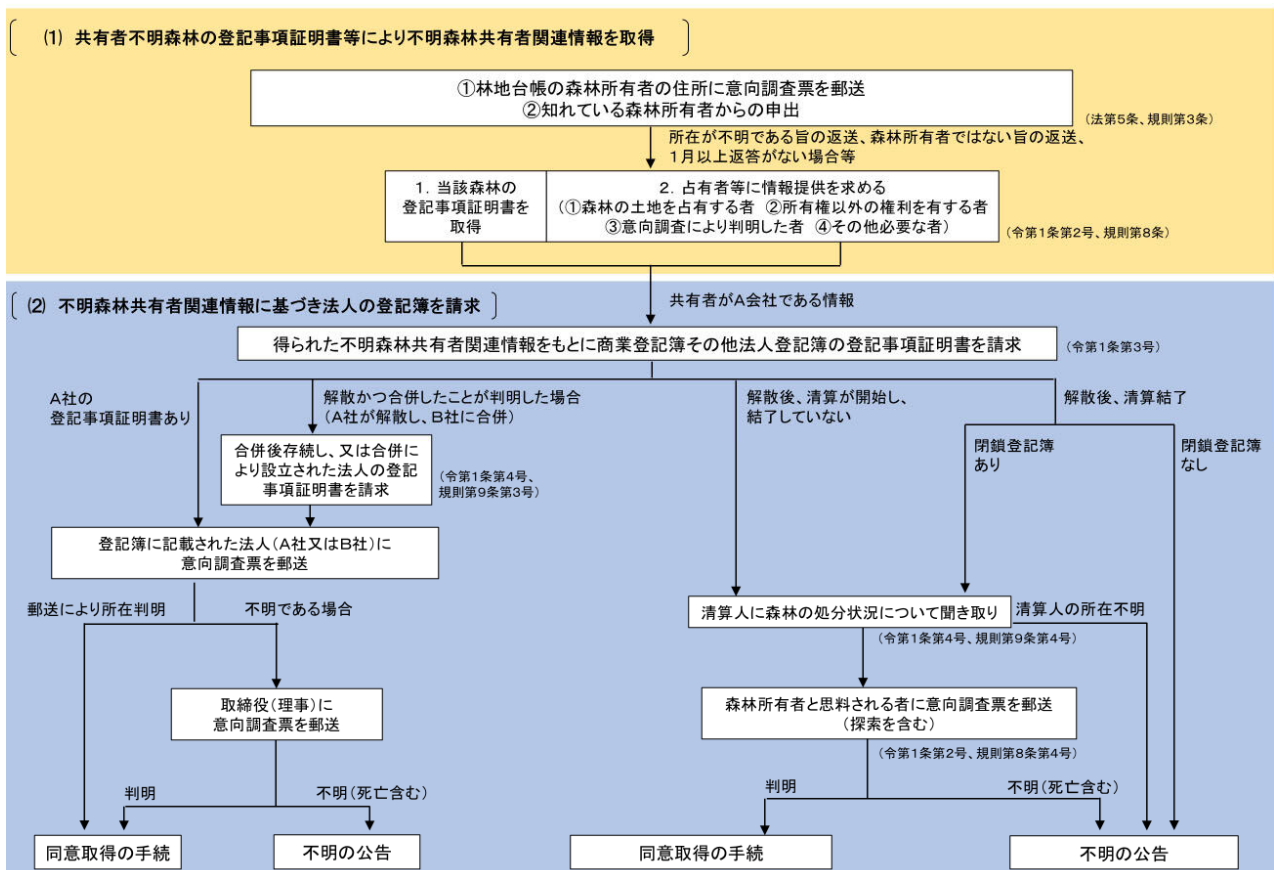 (1) 共有者不明森林の登記事項証明書等により不明森林共有者関連情報を取得
①林地台帳の森林所有者の住所に意向調査票を郵送
②知れている森林所有者からの申出
(法第5条、規則第3条)
所在が不明である旨の返送、森林所有者ではない旨の返送、
1月以上返答がない場合等
1. 当該森林の
登記事項証明書を
取得
2. 占有者等に情報提供を求める
(①森林の土地を占有する者 ②所有権以外の権利を有する者
③意向調査により判明した者 ④その他必要な者)
(令第1条第2号、規則第8条)
(2) 不明森林共有者関連情報に基づき法人の登記簿を請求
共有者がA会社である情報
得られた不明森林共有者関連情報をもとに商業登記簿その他法人登記簿の登記事項証明書を請求
(令第1条第3号)
A社の
登記事項証明書あり
解散かつ合併したことが判明した場合
(A社が解散し、B社に合併)
解散後、清算が開始し、
結了していない
解散後、清算結了
合併後存続し、又は合併に
より設立された法人の登記
事項証明書を請求
(令第1条第4号、
規則第9条第3号)
閉鎖登記簿
あり
閉鎖登記簿
なし
登記簿に記載された法人(A社又はB社)に
意向調査票を郵送
郵送により所在判明
不明である場合
清算人に森林の処分状況について聞き取り
清算人の所在不明
(令第1条第4号、規則第9条第4号)
取締役(理事)に
意向調査票を郵送
森林所有者と思料される者に意向調査票を郵送
(探索を含む)
(令第1条第2号、規則第8条第4号)
判明
不明(死亡含む)
判明
不明(死亡含む)
同意取得の手続
不明の公告
同意取得の手続
不明の公告